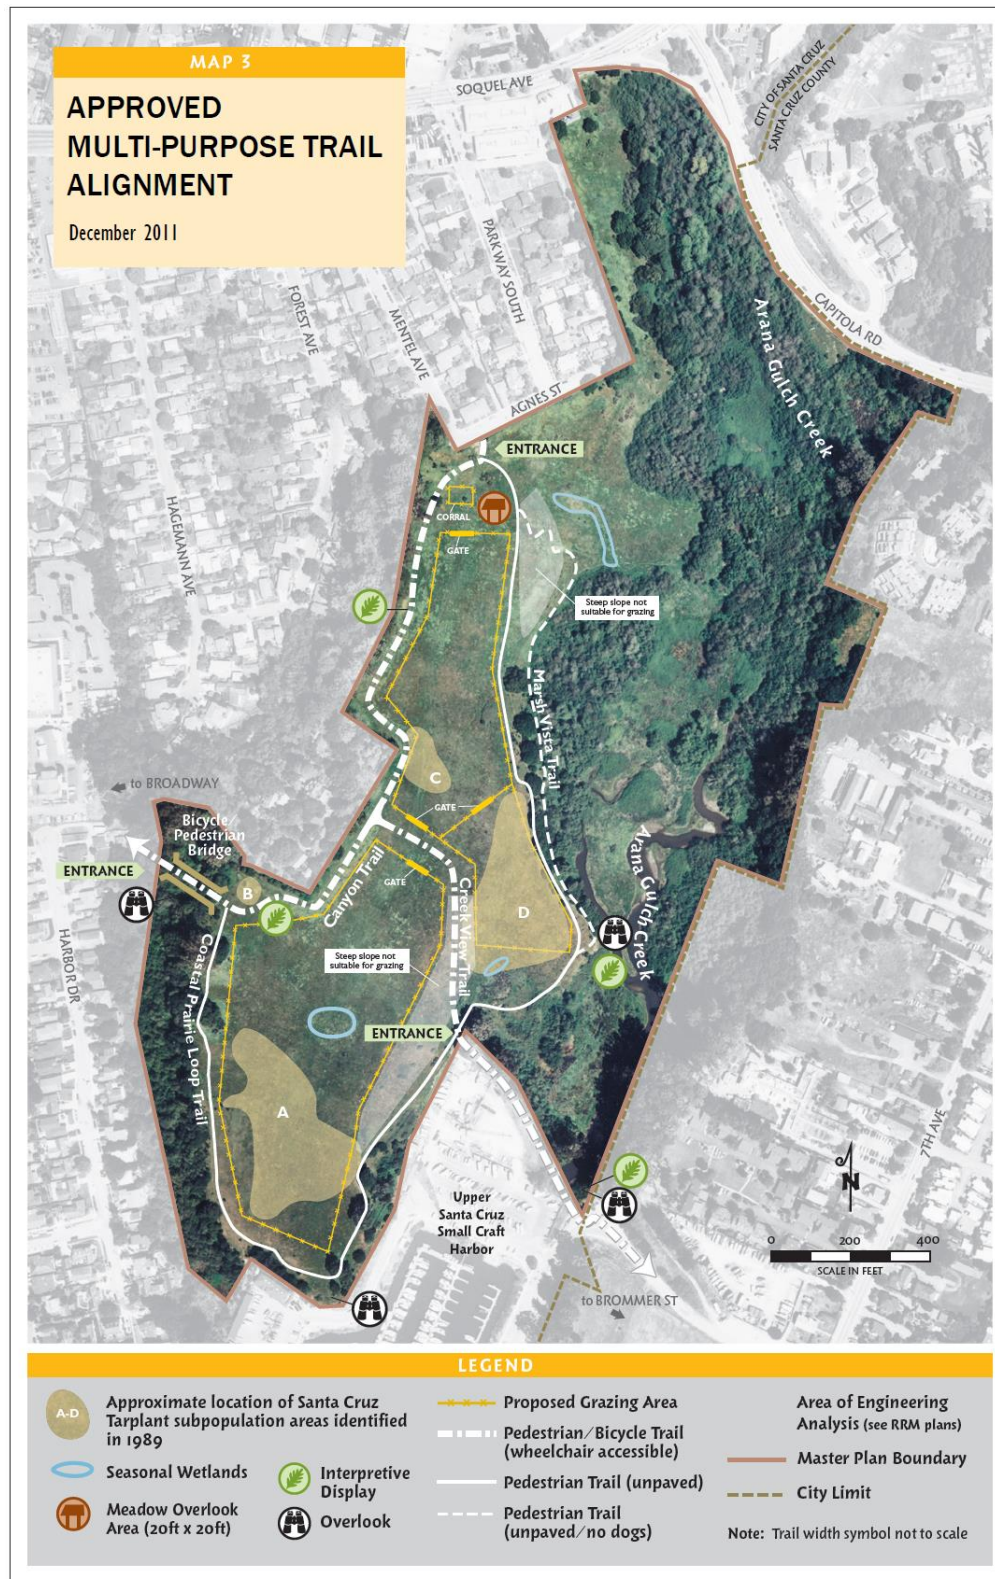 MAP 3
APPROVED
MULTI-PURPOSE TRAIL
ALIGNMENT
December 2011
SOQUEL AVE
CITY OF SANTA CRUZ
SANTA CRUZ COUNTY
PARKWAY SOUTH
FOREST AVE
MENTEL AVE
AGNES ST
CAPITOLA RD
Arana Gulch Creek
ENTRANCE
HAGEMANN AVE
CORRAL
GATE
Steep slope not
suitable for grazing
Marsh Vista Trail
C
to BROADWAY
GATE
Bicycle/
Pedestrian
Bridge
ENTRANCE
B
Canyon Trail
GATE
Creek View Trail
D
Arana Gulch Creek
HARBOR DR
Coastal Prairie Loop Trail
Steep slope not
suitable for grazing
ENTRANCE
A
7TH AVE
N
Upper
Santa Cruz
Small Craft
Harbor
0 200 400
SCALE IN FEET
to BROMMER ST
LEGEND
A-D
Approximate location of Santa Cruz
Tarplant subpopulation areas identified
in 1989
Seasonal Wetlands
Meadow Overlook
Area (20ft x 20ft)
Interpretive
Display
Overlook
Proposed Grazing Area
Pedestrian/Bicycle Trail
(wheelchair accessible)
Pedestrian Trail (unpaved)
Pedestrian Trail
(unpaved/no dogs)
Area of Engineering
Analysis (see RRM plans)
Master Plan Boundary
City Limit
Note: Trail width symbol not to scale